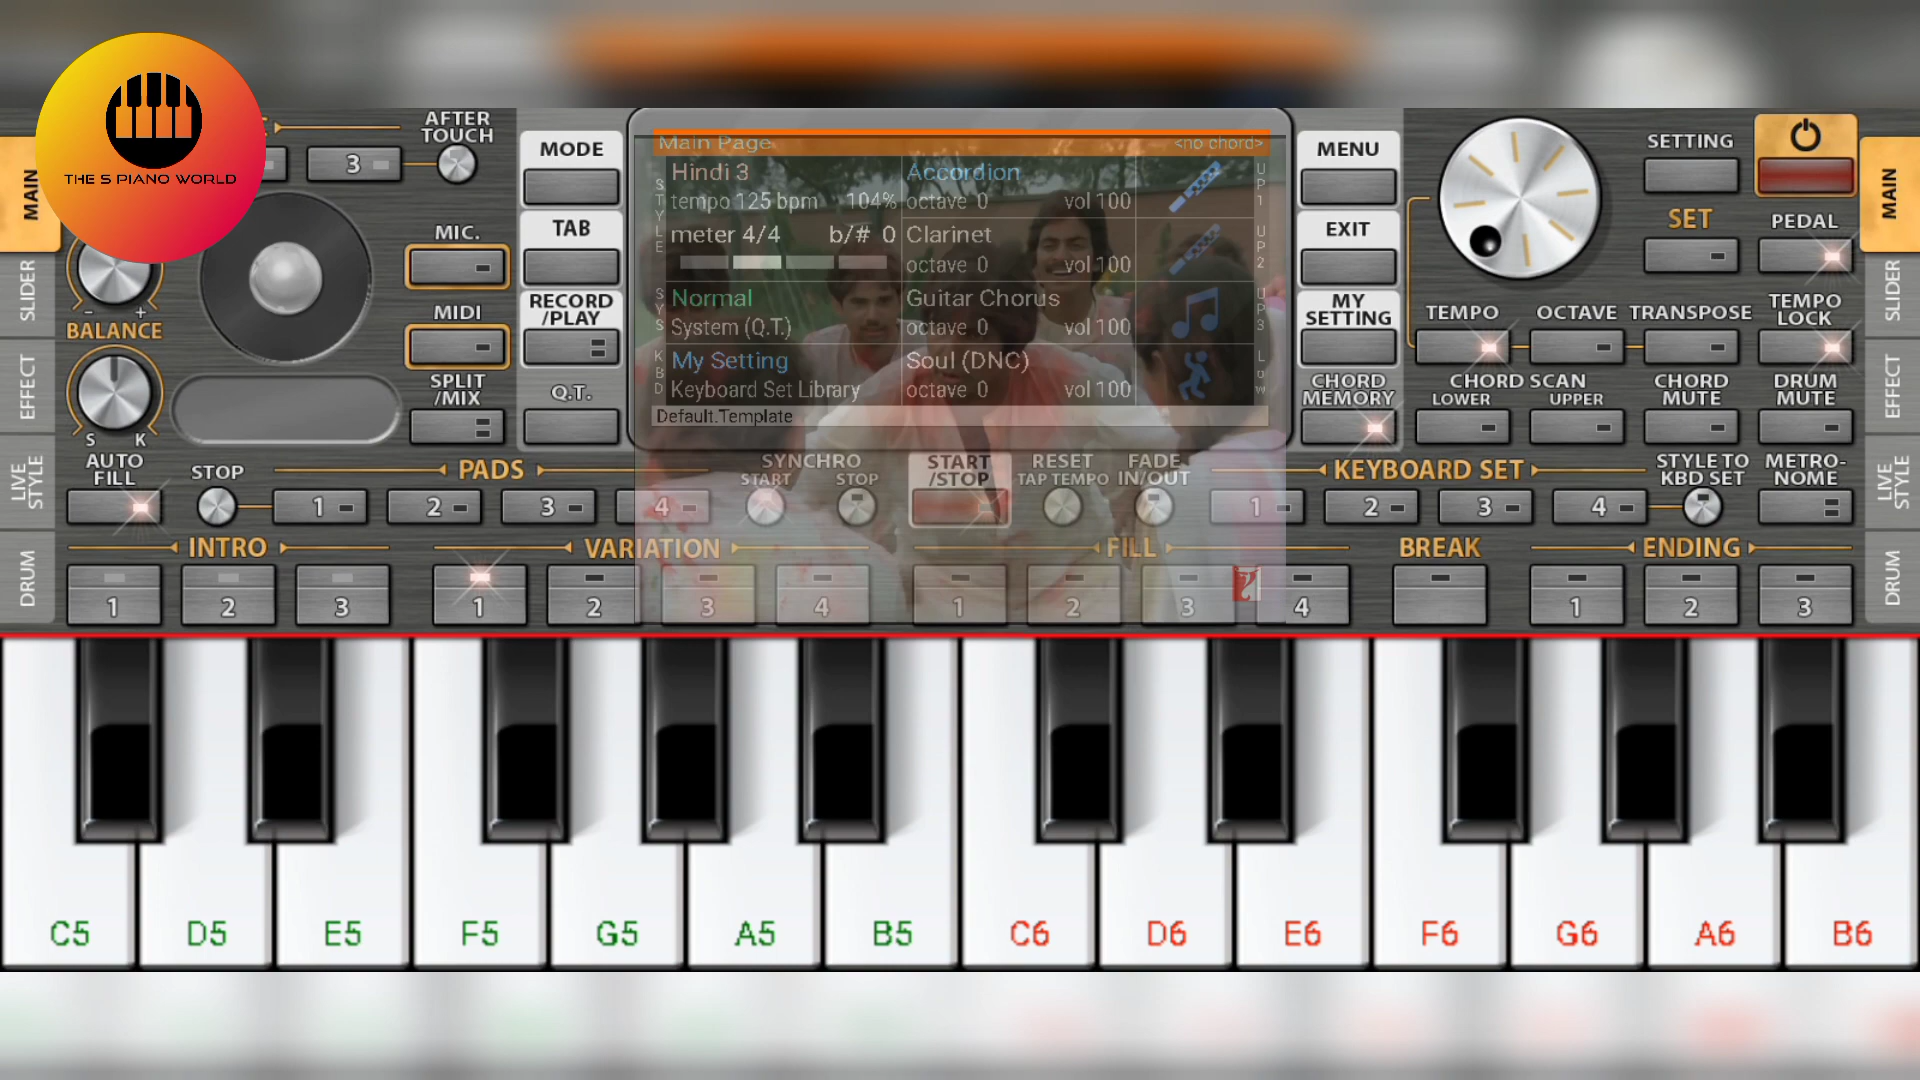 THE S PIANO WORLD
3
AFTER
TOUCH
MODE
TAB
RECORD
/PLAY
Q.T.
MIC.
MIDI
SPLIT
/MIX
- +
BALANCE
S K
Main Page <no chord>
Hindi 3
tempo 125 bpm 104%
meter 4/4 b/# 0
Normal
System (Q.T.)
My Setting
Keyboard Set Library
Default.Template
STYLE
SYS
KBD
Accordion
octave 0 vol 100
Clarinet
octave 0 vol 100
Guitar Chorus
octave 0 vol 100
Soul (DNC)
octave 0 vol 100
UP1
UP2
UP3
Low
MENU
EXIT
MY
SETTING
CHORD
MEMORY
SETTING
SET
PEDAL
TEMPO
OCTAVE
TRANSPOSE
TEMPO
LOCK
CHORD SCAN
LOWER UPPER
CHORD
MUTE
DRUM
MUTE
MAIN
SLIDER
EFFECT
LIVE
STYLE
DRUM
MAIN
SLIDER
EFFECT
LIVE
STYLE
DRUM
AUTO
FILL
STOP
PADS
1 2 3 4
SYNCHRO
START STOP
START
/STOP
RESET
TAP TEMPO
FADE
IN/OUT
KEYBOARD SET
1 2 3 4
STYLE TO
KBD SET
METRO-
NOME
INTRO
1 2 3
VARIATION
1 2 3 4
FILL
1 2 3 4
BREAK
ENDING
1 2 3
C5 D5 E5 F5 G5 A5 B5 C6 D6 E6 F6 G6 A6 B6